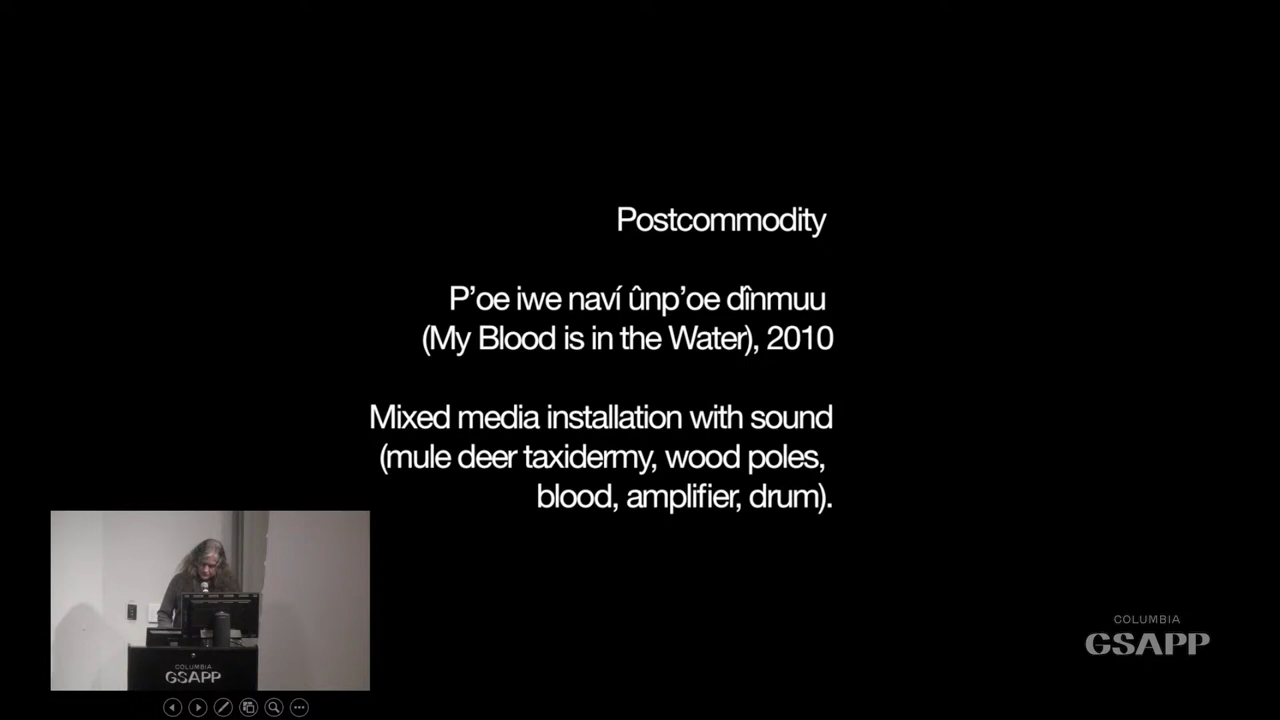 Postcommodity
P’oe iwe naví ûnp’oe dînmuu
(My Blood is in the Water), 2010
Mixed media installation with sound
(mule deer taxidermy, wood poles,
blood, amplifier, drum).
COLUMBIA
GSAPP
COLUMBIA
GSAPP